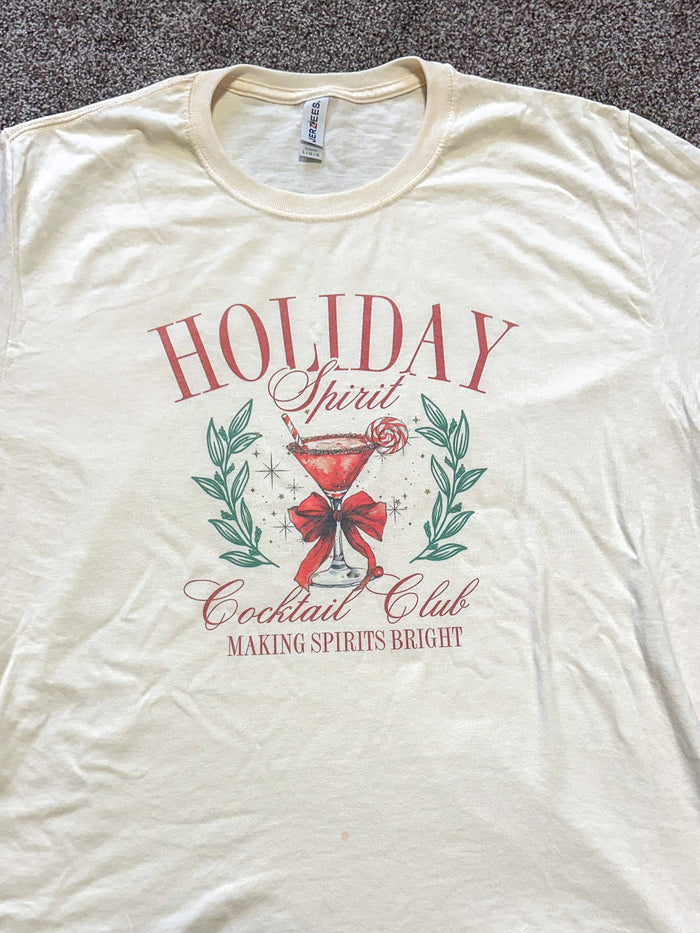 HOLIDAY
Spirit
Cocktail Club
MAKING SPIRITS BRIGHT